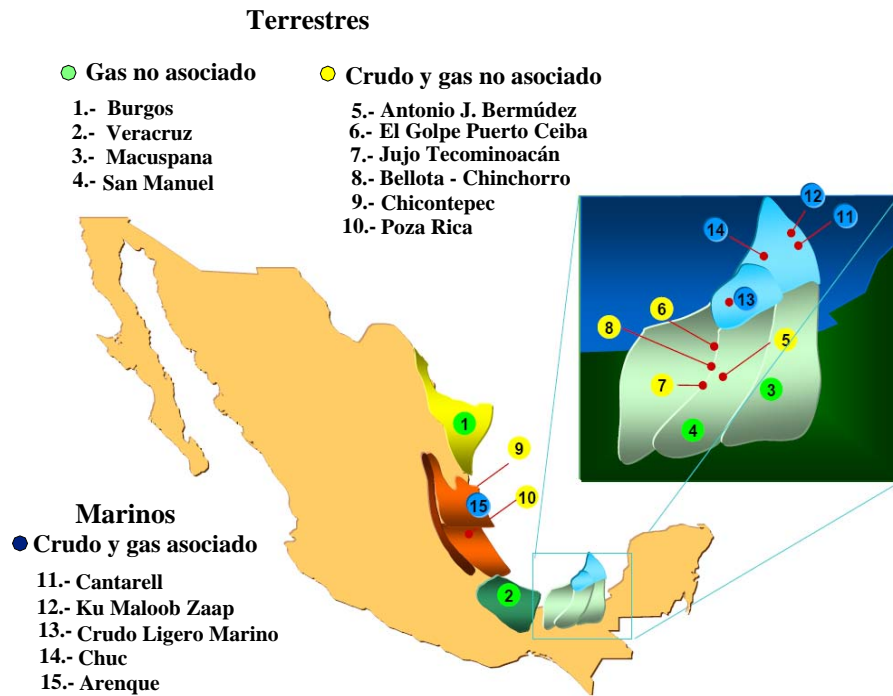 Terrestres
Gas no asociado
1.- Burgos
2.- Veracruz
3.- Macuspana
4.- San Manuel
Crudo y gas no asociado
5.- Antonio J. Bermúdez
6.- El Golpe Puerto Ceiba
7.- Jujo Tecominoacán
8.- Bellota - Chinchorro
9.- Chicontepec
10.- Poza Rica
12
14
11
13
6
8
5
7
3
4
1
9
15
10
2
Marinos
Crudo y gas asociado
11.- Cantarell
12.- Ku Maloob Zaap
13.- Crudo Ligero Marino
14.- Chuc
15.- Arenque